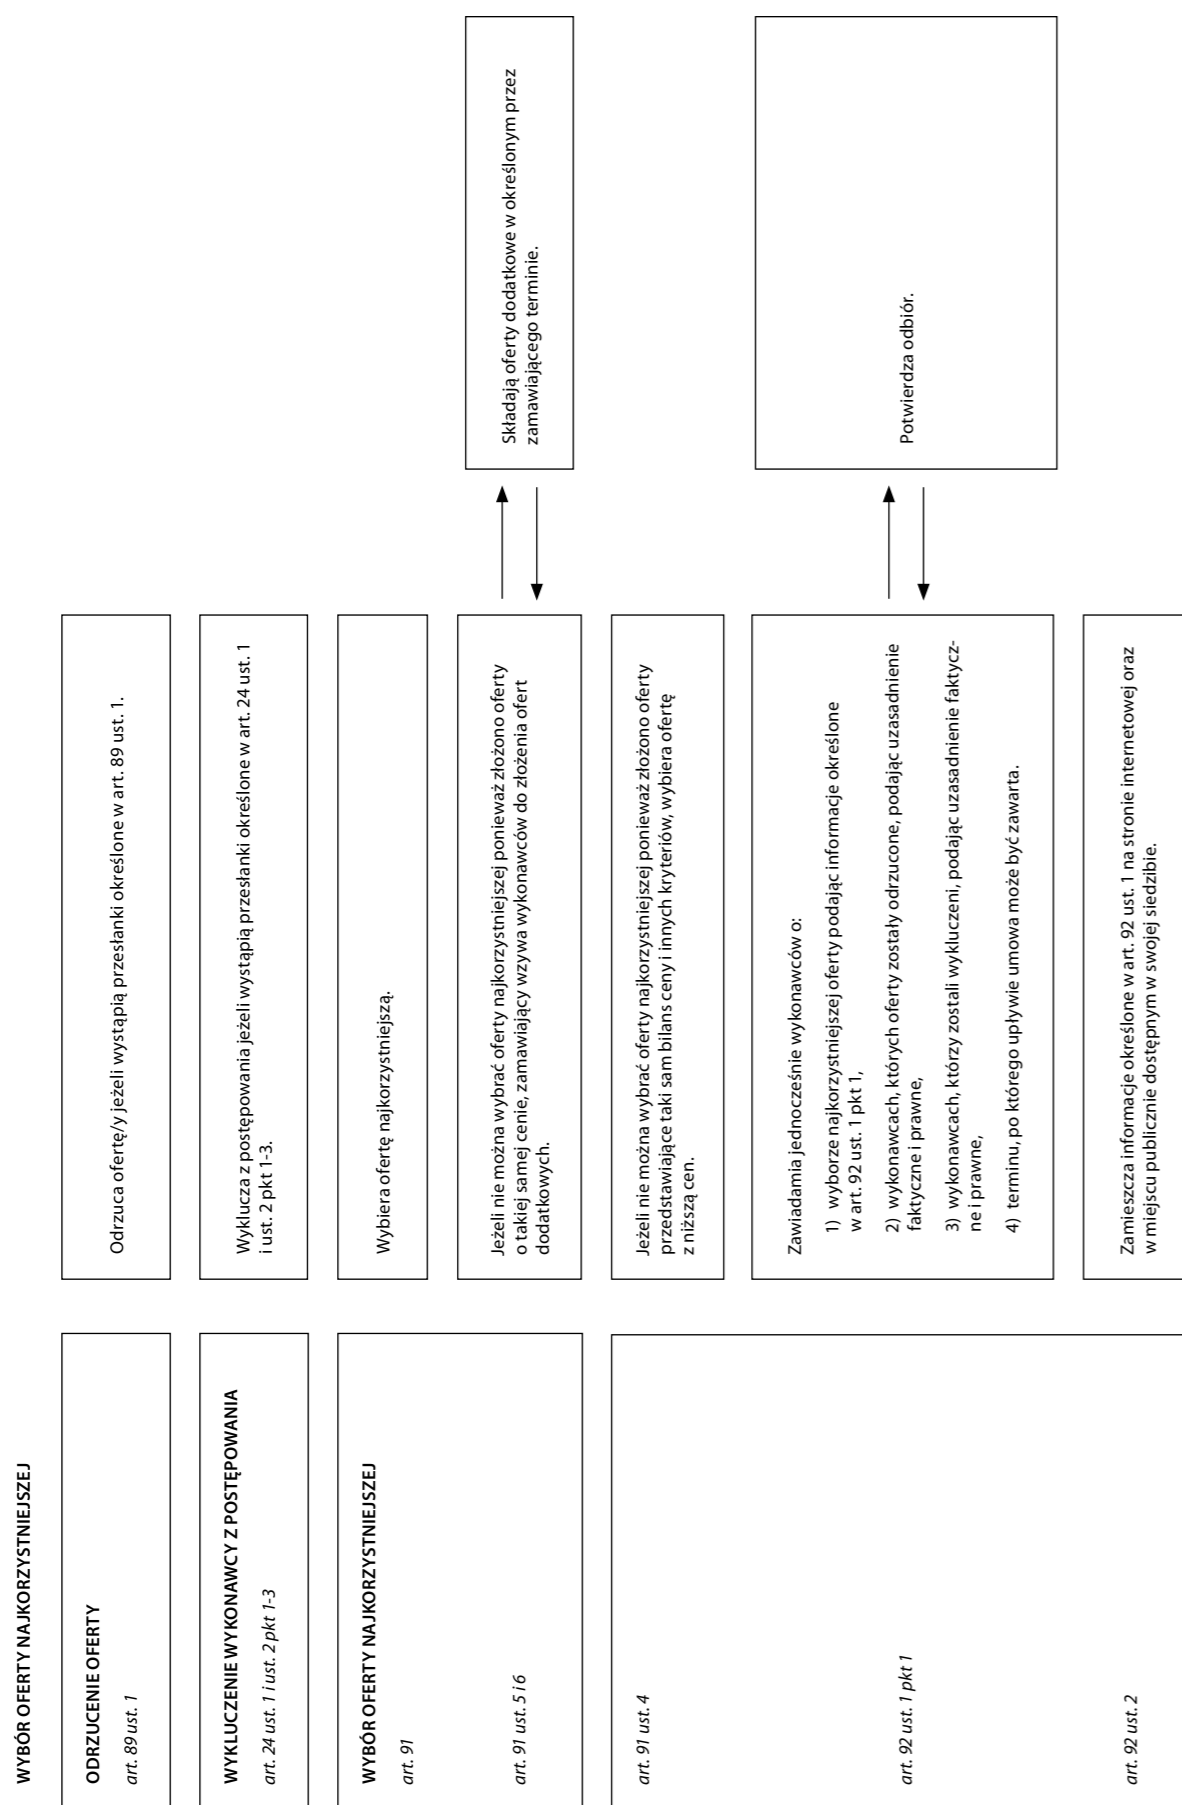 WYBÓR OFERTY NAJKORZYSTNIEJSZEJ
ODRZUCENIE OFERTY
art. 89 ust. 1
Odrzuca ofertę/y jeżeli wystąpią przesłanki określone w art. 89 ust. 1.
WYKLUCZENIE WYKONAWCY Z POSTĘPOWANIA
art. 24 ust. 1 i ust. 2 pkt 1-3
Wyklucza z postępowania jeżeli wystąpią przesłanki określone w art. 24 ust. 1
i ust. 2 pkt 1-3.
WYBÓR OFERTY NAJKORZYSTNIEJSZEJ
art. 91
Wybiera ofertę najkorzystniejszą.
art. 91 ust. 5 i 6
Jeżeli nie można wybrać oferty najkorzystniejszej ponieważ złożono oferty
o takiej samej cenie, zamawiający wzywa wykonawców do złożenia ofert
dodatkowych.
Składają oferty dodatkowe w określonym przez
zamawiającego terminie.
art. 91 ust. 4
Jeżeli nie można wybrać oferty najkorzystniejszej ponieważ złożono oferty
przedstawiające taki sam bilans ceny i innych kryteriów, wybiera ofertę
z niższą cen.
art. 92 ust. 1 pkt 1
Zawiadamia jednocześnie wykonawców o:
1) wyborze najkorzystniejszej oferty podając informacje określone
w art. 92 ust. 1 pkt 1,
2) wykonawcach, których oferty zostały odrzucone, podając uzasadnienie
faktyczne i prawne,
3) wykonawcach, którzy zostali wykluczeni, podając uzasadnienie faktycz-
ne i prawne,
4) terminu, po którego upływie umowa może być zawarta.
Potwierdza odbiór.
art. 92 ust. 2
Zamieszcza informacje określone w art. 92 ust. 1 na stronie internetowej oraz
w miejscu publicznie dostępnym w swojej siedzibie.